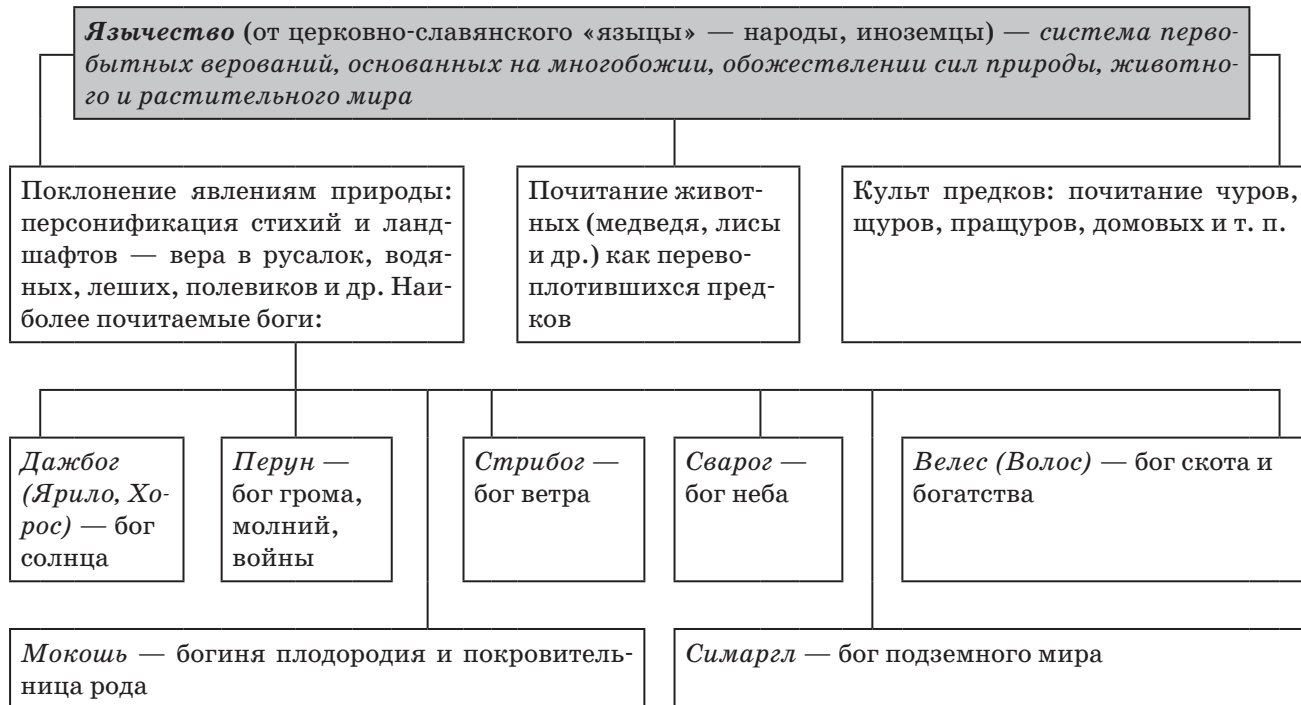 Язычество (от церковно-славянского «языцы» — народы, иноземцы) — система перво-
бытных верований, основанных на многобожии, обожествлении сил природы, животно-
го и растительного мира
Поклонение явлениям природы:
персонификация стихий и ланд-
шафтов — вера в русалок, водя-
ных, леших, полевиков и др. Наи-
более почитаемые боги:
Почитание живот-
ных (медведя, лисы
и др.) как перево-
плотившихся пред-
ков
Культ предков: почитание чуров,
щуров, пращуров, домовых и т. п.
Дажбог
(Ярило, Хо-
рос) — бог
солнца
Перун —
бог грома,
молний,
войны
Стрибог —
бог ветра
Сварог —
бог неба
Велес (Волос) — бог скота и
богатства
Мокошь — богиня плодородия и покровитель-
ница рода
Симаргл — бог подземного мира